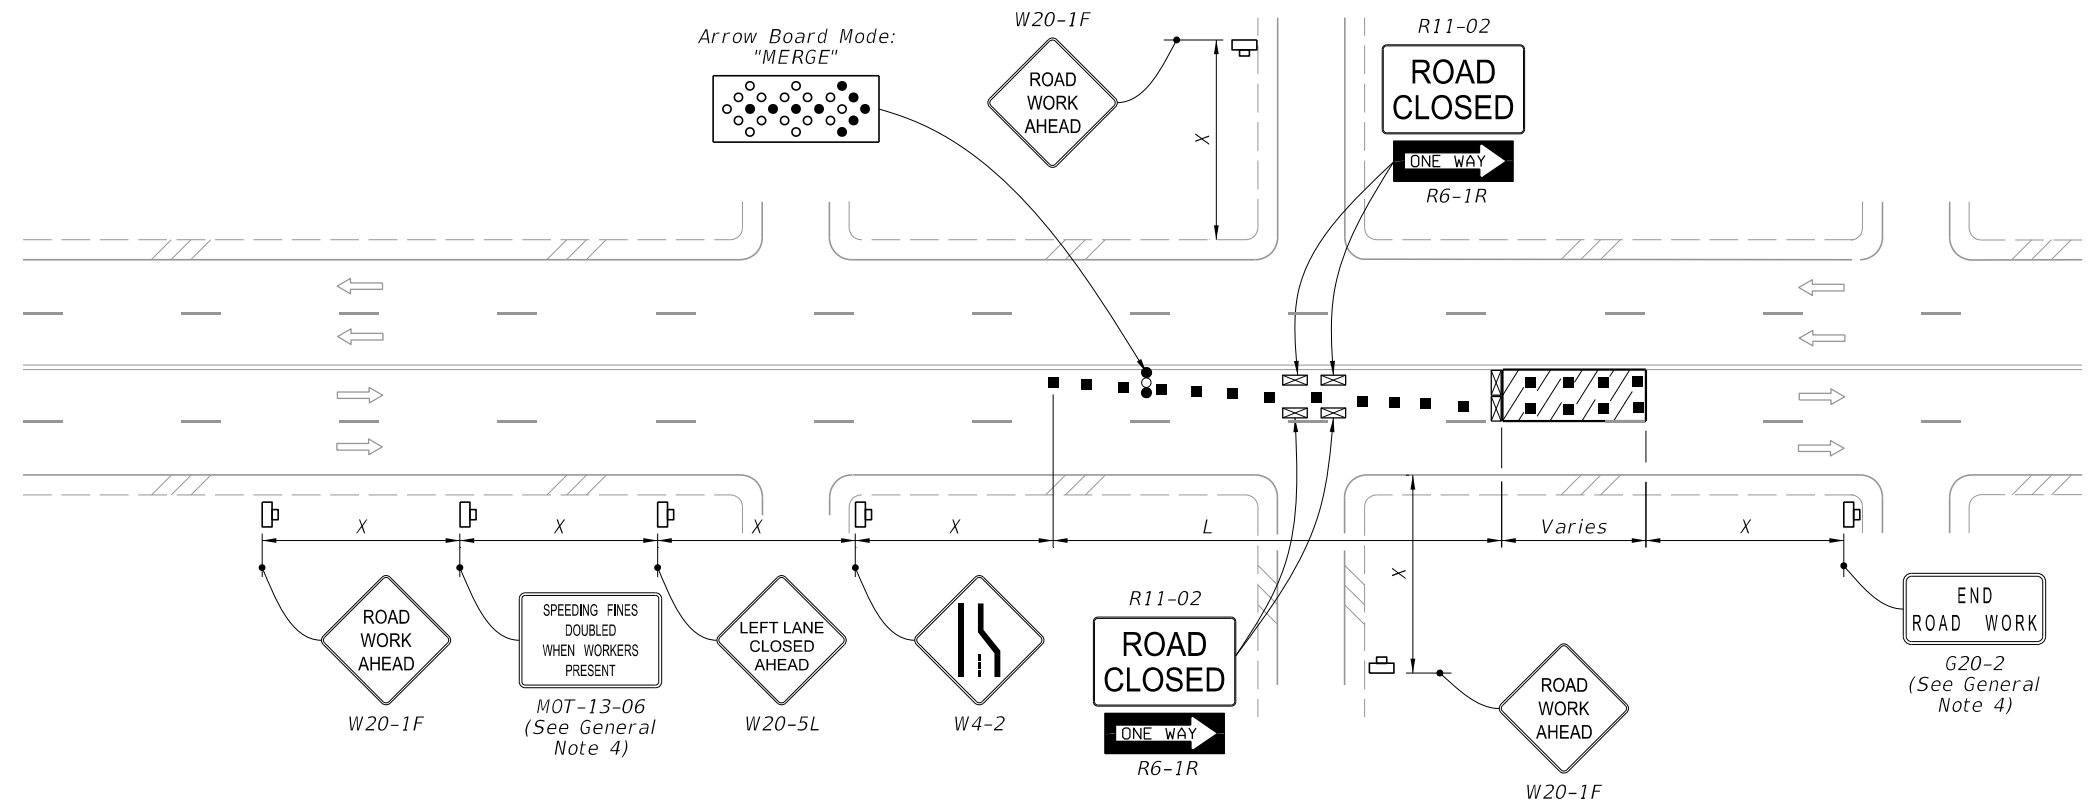 W20-1F
ROAD
WORK
AHEAD
X
Arrow Board Mode:
"MERGE"
R11-02
ROAD
CLOSED
ONE WAY
R6-1R
X
X
X
X
L
Varies
X
X
ROAD
WORK
AHEAD
W20-1F
SPEEDING FINES
DOUBLED
WHEN WORKERS
PRESENT
MOT-13-06
(See General
Note 4)
LEFT LANE
CLOSED
AHEAD
W20-5L
W4-2
R11-02
ROAD
CLOSED
ONE WAY
R6-1R
ROAD
WORK
AHEAD
W20-1F
END
ROAD WORK
G20-2
(See General
Note 4)